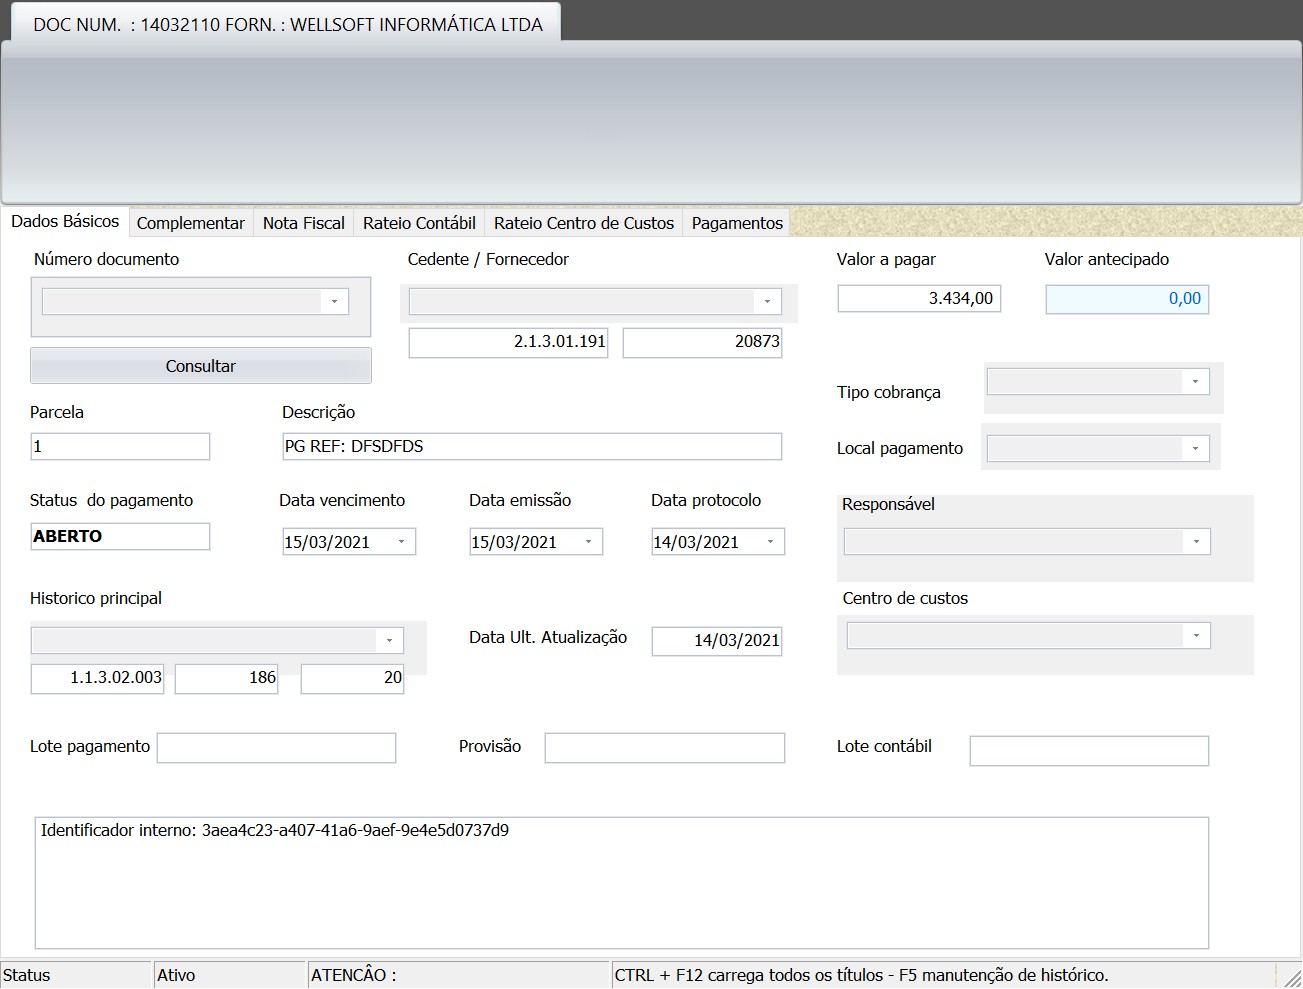 DOC NUM.  : 14032110 FORN. : WELLSOFT INFORMÁTICA LTDA
Dados Básicos Complementar Nota Fiscal Rateio Contábil Rateio Centro de Custos Pagamentos
Número documento Cedente / Fornecedor Valor a pagar Valor antecipado
3.434,00 0,00
2.1.3.01.191 20873
Consultar
Tipo cobrança
Parcela Descrição
1 PG REF: DFSDFDS
Local pagamento
Status  do pagamento Data vencimento Data emissão Data protocolo Responsável
ABERTO 15/03/2021 15/03/2021 14/03/2021
Historico principal Centro de custos
Data Ult. Atualização 14/03/2021
1.1.3.02.003 186 20
Lote pagamento Provisão Lote contábil
Identificador interno: 3aea4c23-a407-41a6-9aef-9e4e5d0737d9
Status Ativo ATENCÂO : CTRL + F12 carrega todos os títulos - F5 manutenção de histórico.